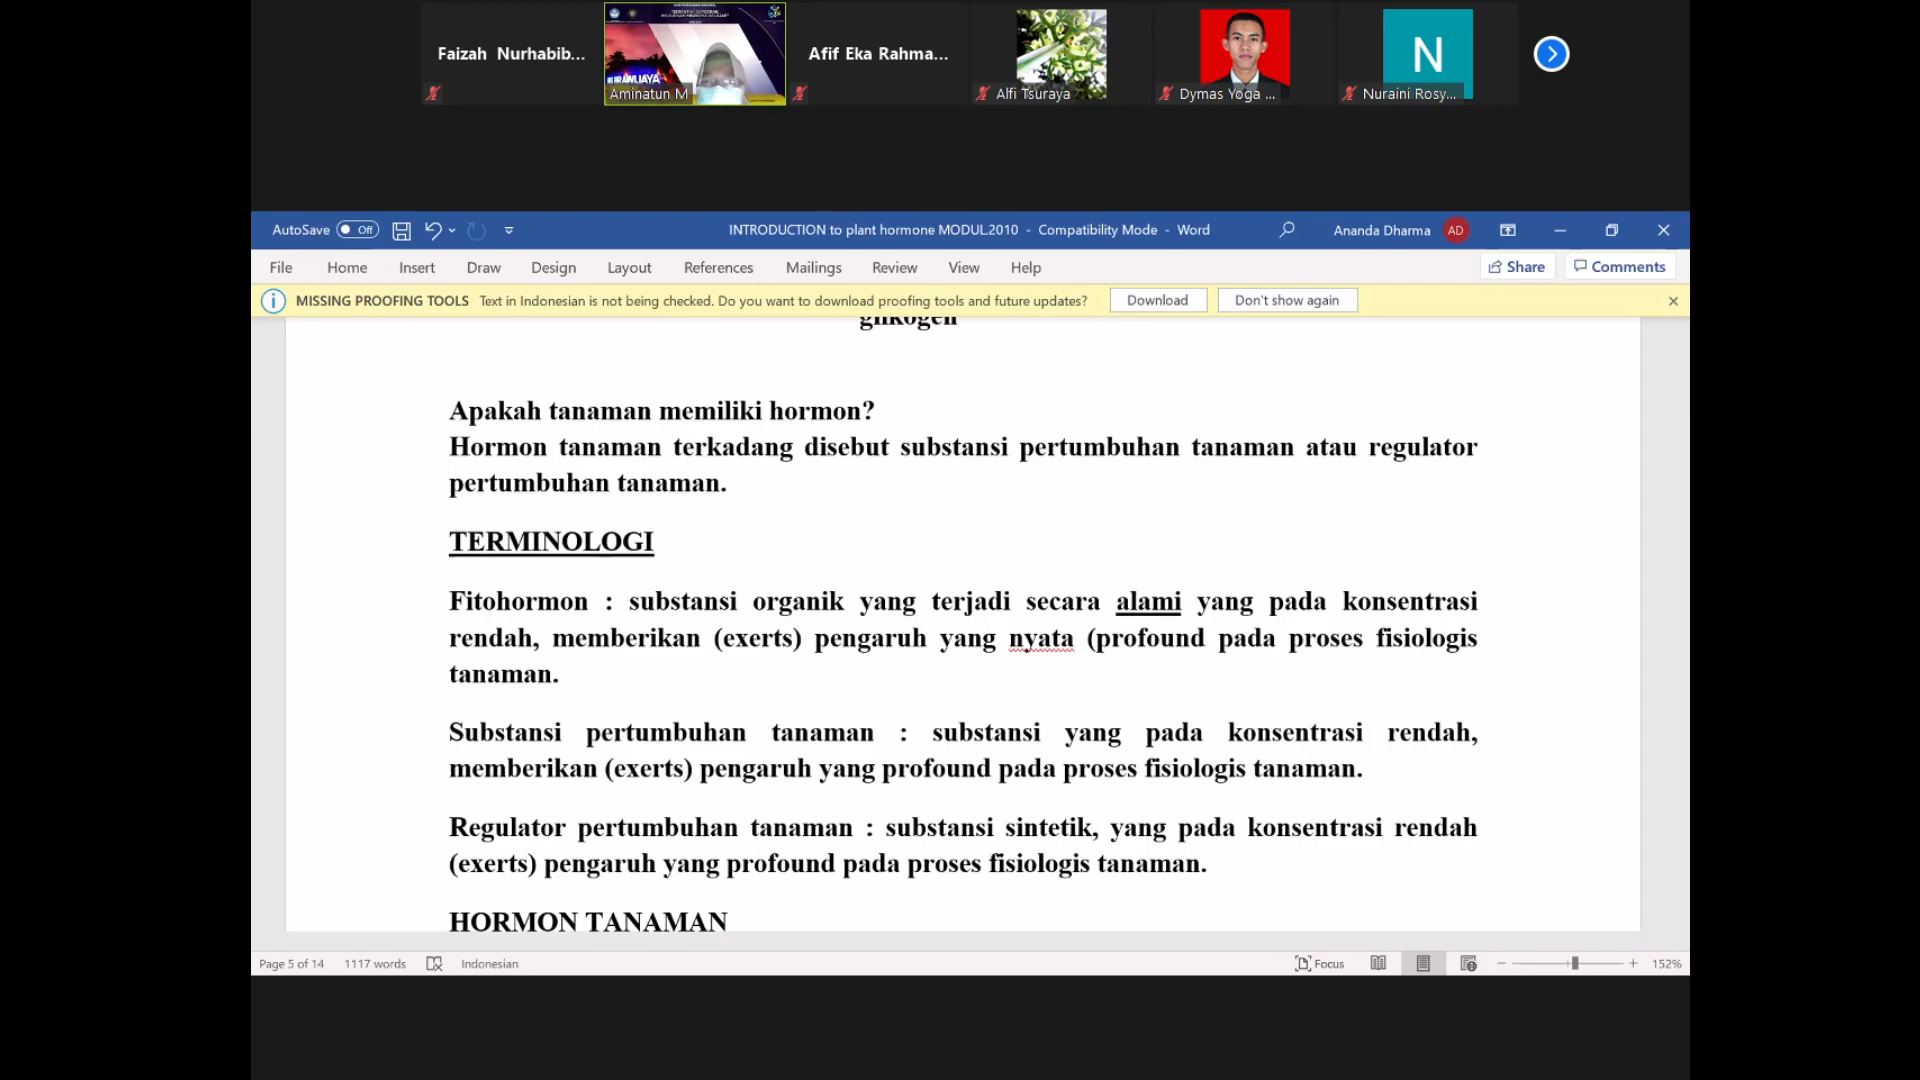 Faizah Nurhabib...
Aminatun M
Afif Eka Rahma...
Alfi Tsuraya
Dymas Yoga ...
N
Nuraini Rosy...
AutoSave Off
INTRODUCTION to plant hormone MODUL.2010 - Compatibility Mode - Word
Ananda Dharma AD
File Home Insert Draw Design Layout References Mailings Review View Help Share Comments
MISSING PROOFING TOOLS Text in Indonesian is not being checked. Do you want to download proofing tools and future updates? Download Don't show again
glikogen
Apakah tanaman memiliki hormon?
Hormon tanaman terkadang disebut substansi pertumbuhan tanaman atau regulator
pertumbuhan tanaman.
TERMINOLOGI
Fitohormon : substansi organik yang terjadi secara alami yang pada konsentrasi
rendah, memberikan (exerts) pengaruh yang nyata (profound pada proses fisiologis
tanaman.
Substansi pertumbuhan tanaman : substansi yang pada konsentrasi rendah,
memberikan (exerts) pengaruh yang profound pada proses fisiologis tanaman.
Regulator pertumbuhan tanaman : substansi sintetik, yang pada konsentrasi rendah
(exerts) pengaruh yang profound pada proses fisiologis tanaman.
HORMON TANAMAN
Page 5 of 14 1117 words Indonesian Focus 152%